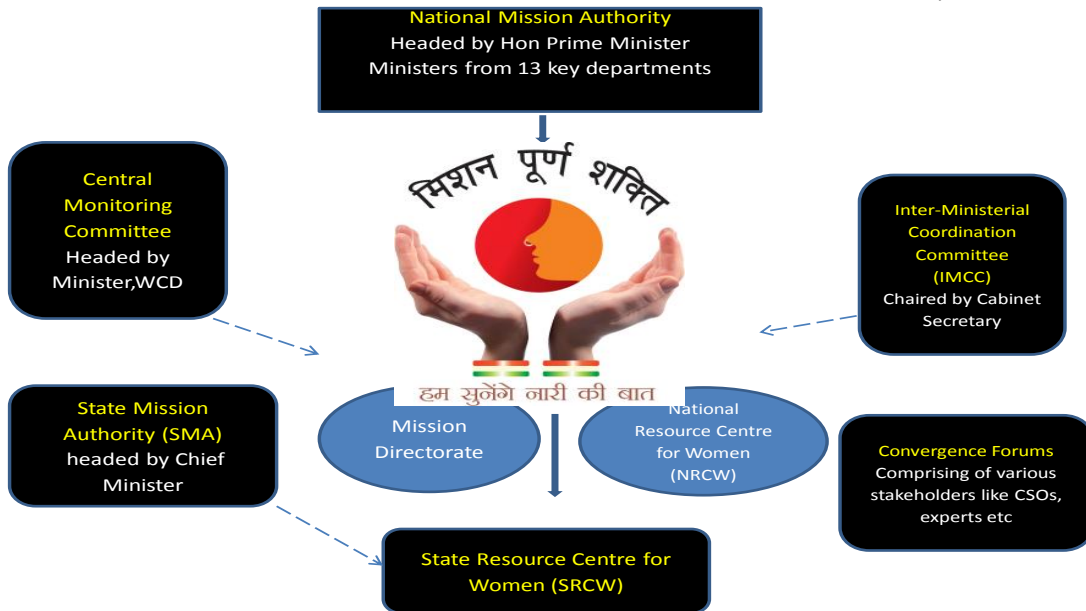 National Mission Authority
Headed by Hon Prime Minister
Ministers from 13 key departments
मिशन पूर्ण शक्ति
Central
Monitoring
Committee
Headed by
Minister,WCD
Inter-Ministerial
Coordination
Committee
(IMCC)
Chaired by Cabinet
Secretary
हम सुनेंगे नारी की बात
State Mission
Authority (SMA)
headed by Chief
Minister
Mission
Directorate
National
Resource Centre
for Women
(NRCW)
Convergence Forums
Comprising of various
stakeholders like CSOs,
experts etc
State Resource Centre for
Women (SRCW)